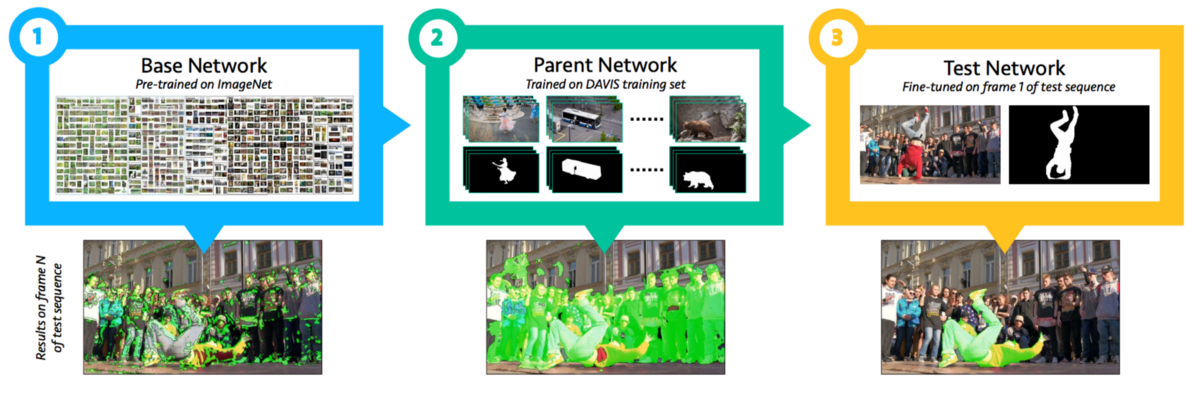 1
Base Network
Pre-trained on ImageNet
2
Parent Network
Trained on DAVIS training set
3
Test Network
Fine-tuned on frame 1 of test sequence
Results on frame N
of test sequence